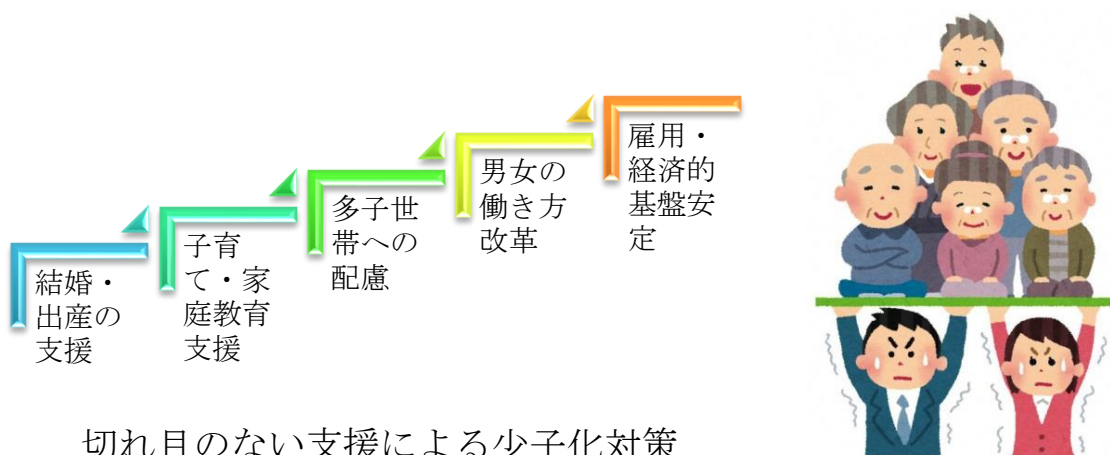 結婚・
出産の
支援
子育
て・家
庭教育
支援
多子世
帯への
配慮
男女の
働き方
改革
雇用・
経済的
基盤安
定
切れ目のない支援による少子化対策